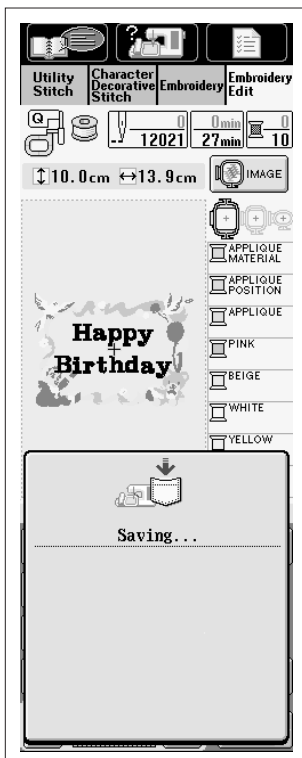 Utility
Stitch
Character
Decorative
Stitch
Embroidery
Embroidery
Edit
Q
0
12021
0min
27min
0
10
10.0cm 13.9cm
IMAGE
APPLIQUE
MATERIAL
APPLIQUE
POSITION
APPLIQUE
PINK
BEIGE
WHITE
YELLOW
Happy
Birthday
Saving...